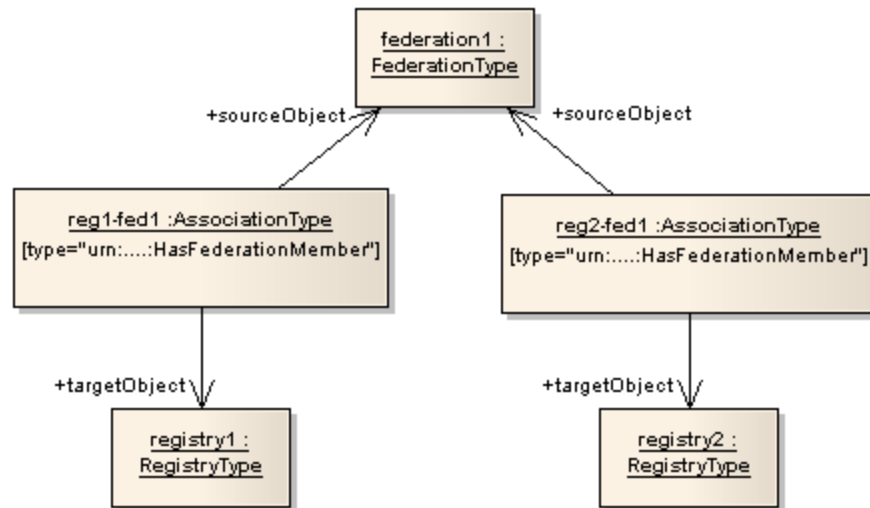 federation1 :
FederationType
+sourceObject
+sourceObject
reg1-fed1 :AssociationType
[type="urn:....:HasFederationMember"]
reg2-fed1 :AssociationType
[type="urn:....:HasFederationMember"]
+targetObject
+targetObject
registry1 :
RegistryType
registry2 :
RegistryType